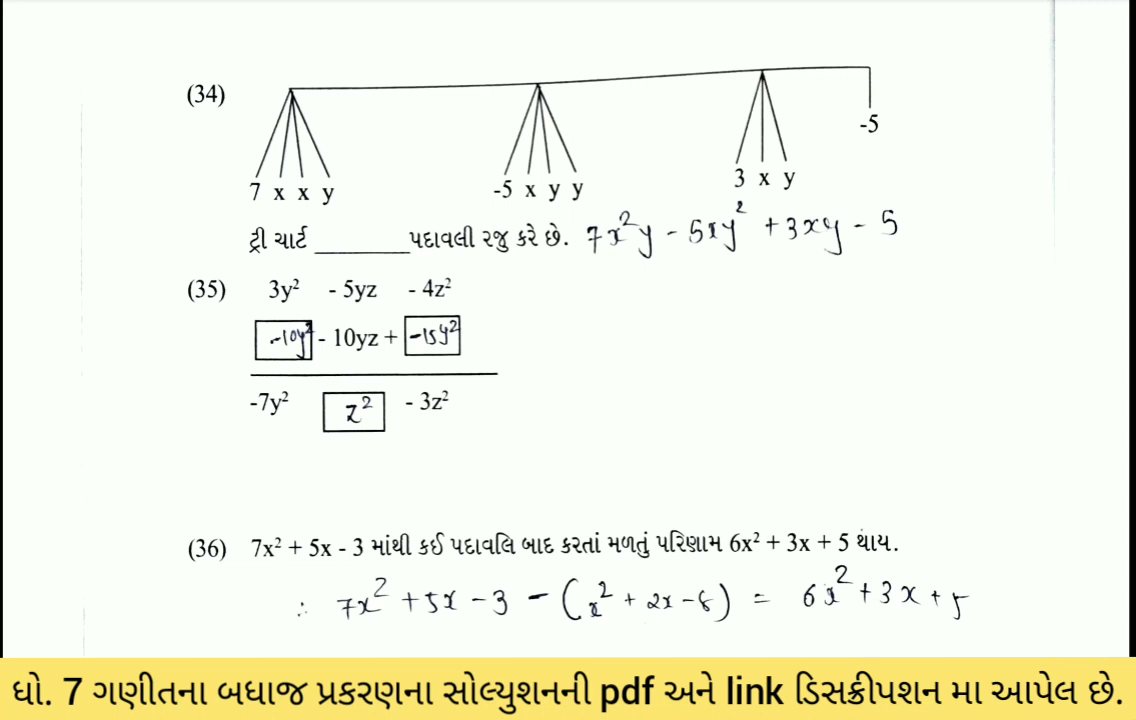 (34)
-5
7 x x y -5 x y y 3 x y
ટ્રી ચાર્ટ ________ પદાવલી રજુ કરે છે. 7x²y - 5xy² + 3xy - 5
(35) 3y² - 5yz - 4z²
-10y² - 10yz + -15y²
-7y² z² - 3z²
(36) 7x² + 5x - 3 માંથી કઈ પદાવલિ બાદ કરતાં મળતું પરિણામ 6x² + 3x + 5 થાય.
∴ 7x² + 5x - 3 - (x² + 2x - 8) = 6x² + 3x + 5
ધો. 7 ગણીતના બધાજ પ્રકરણના સોલ્યુશનની pdf અને link ડિસક્રીપશન મા આપેલ છે.